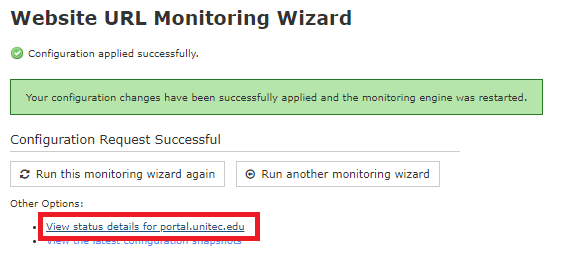 Website URL Monitoring Wizard
Configuration applied successfully.
Your configuration changes have been successfully applied and the monitoring engine was restarted.
Configuration Request Successful
Run this monitoring wizard again
Run another monitoring wizard
Other Options:
View status details for portal.unitec.edu
View the latest configuration snapshots